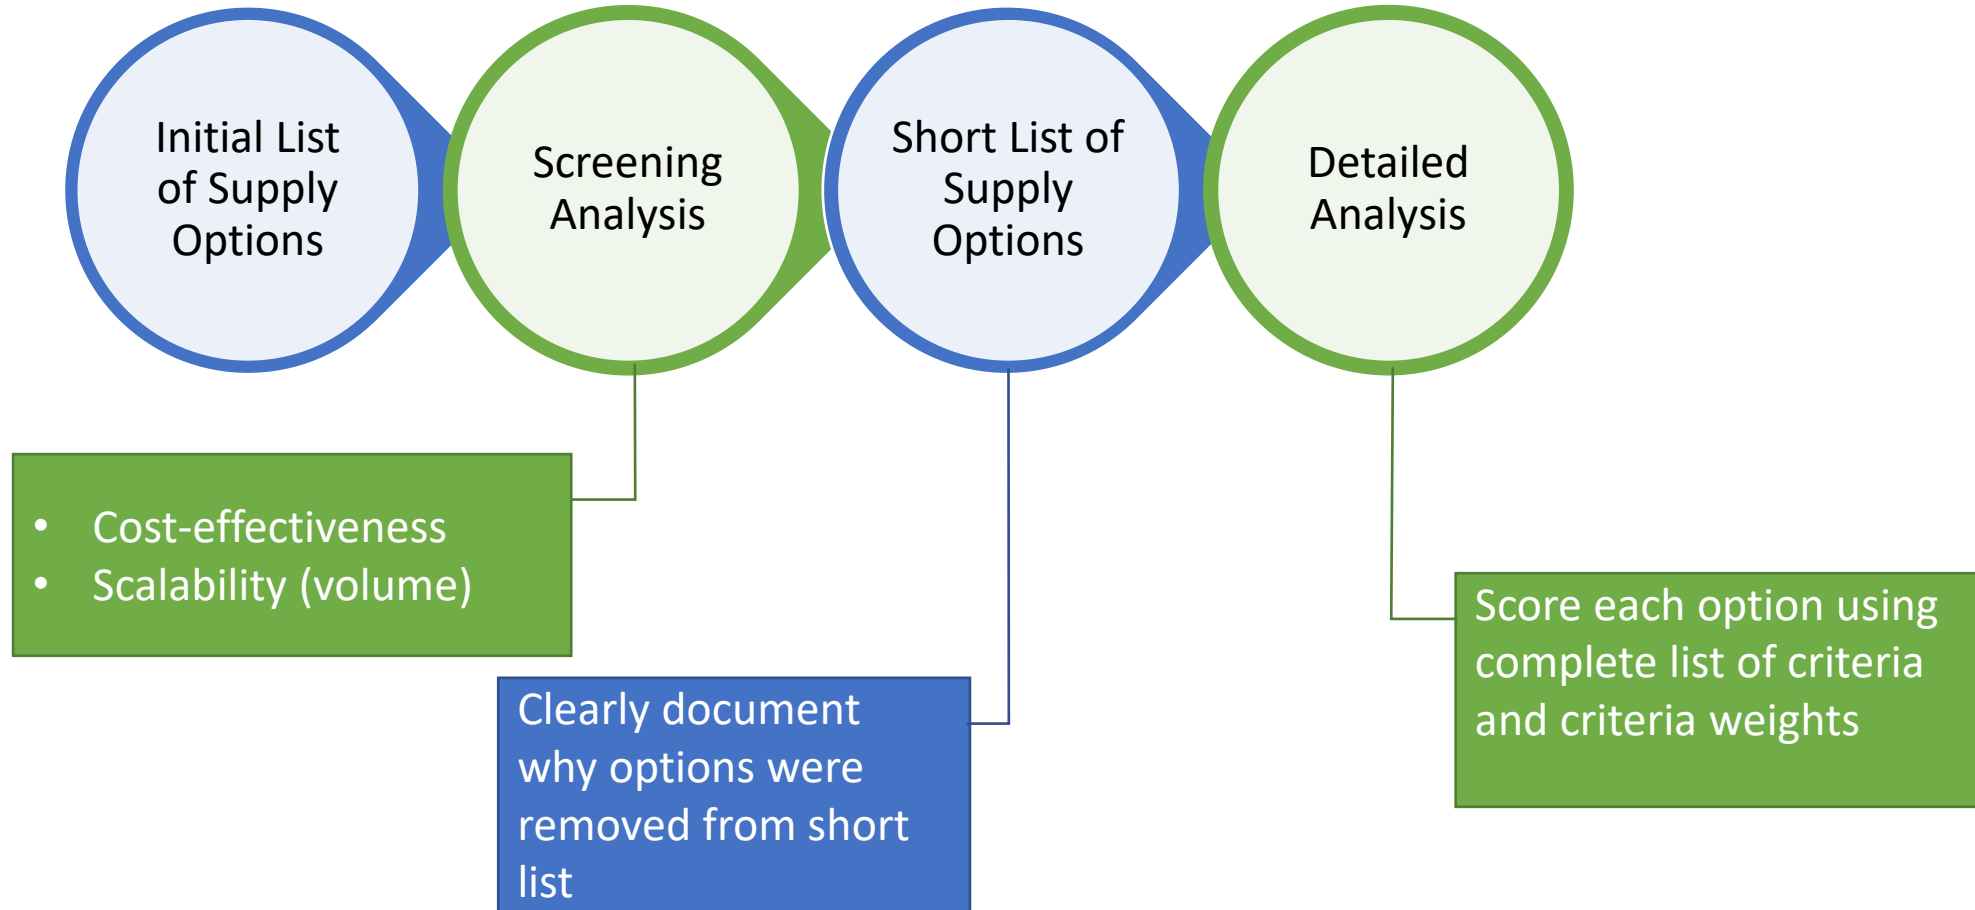 Initial List
of Supply
Options
Screening
Analysis
Short List of
Supply
Options
Detailed
Analysis
• Cost-effectiveness
• Scalability (volume)
Clearly document
why options were
removed from short
list
Score each option using
complete list of criteria
and criteria weights